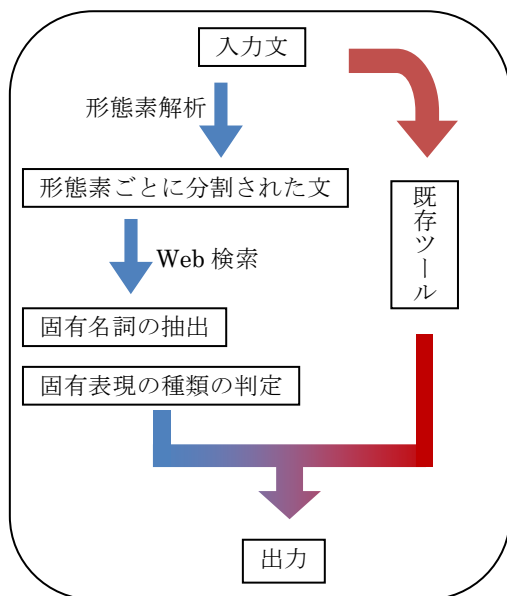 入力文
形態素解析
形態素ごとに分割された文
既存ツール
Web 検索
固有名詞の抽出
固有表現の種類の判定
出力